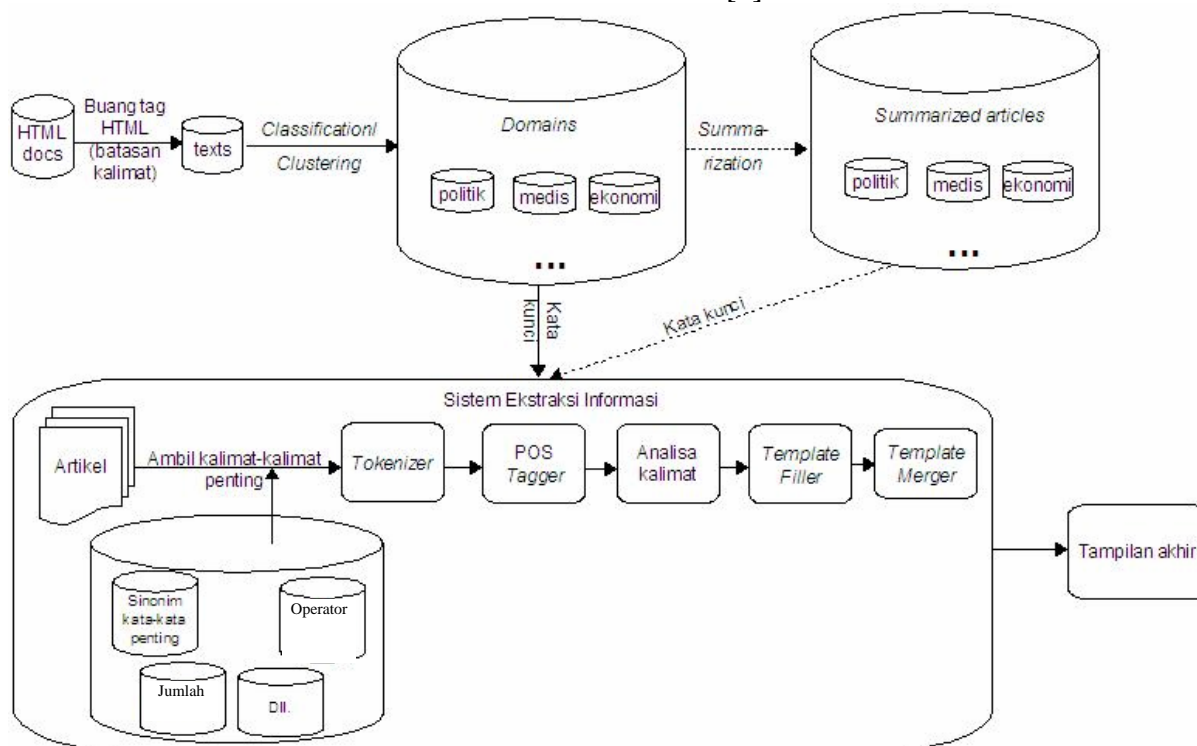 HTML
docs
Buang tag
HTML
(batasan
kalimat)
texts
Classification/
Clustering
Domains
politik
medis
ekonomi
...
Summa-
rization
Summarized articles
politik
medis
ekonomi
...
Kata
kunci
Kata kunci
Sistem Ekstraksi Informasi
Artikel
Ambil kalimat-kalimat
penting
Tokenizer
POS
Tagger
Analisa
kalimat
Template
Filler
Template
Merger
Tampilan akhir
Sinonim
kata-kata
penting
Operator
Jumlah
Dll.